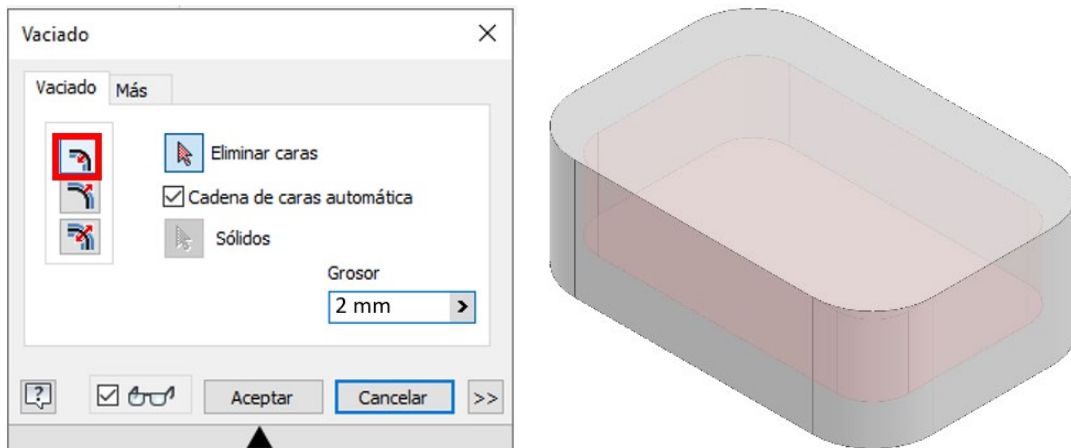 Vaciado
Vaciado Más
Eliminar caras
Cadena de caras automática
Sólidos
Grosor
2 mm >
? Aceptar Cancelar >>